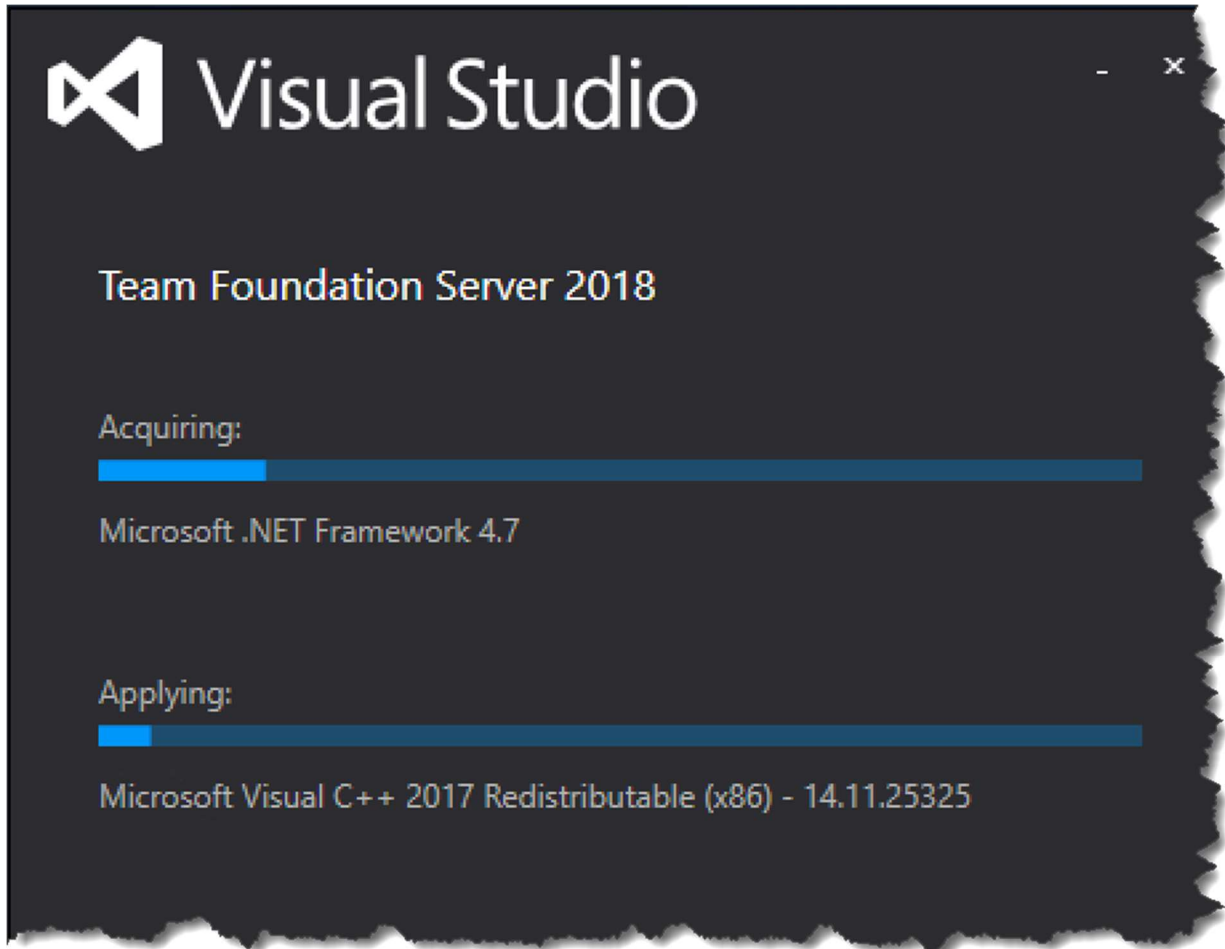 Visual Studio
Team Foundation Server 2018
Acquiring:
Microsoft .NET Framework 4.7
Applying:
Microsoft Visual C++ 2017 Redistributable (x86) - 14.11.25325